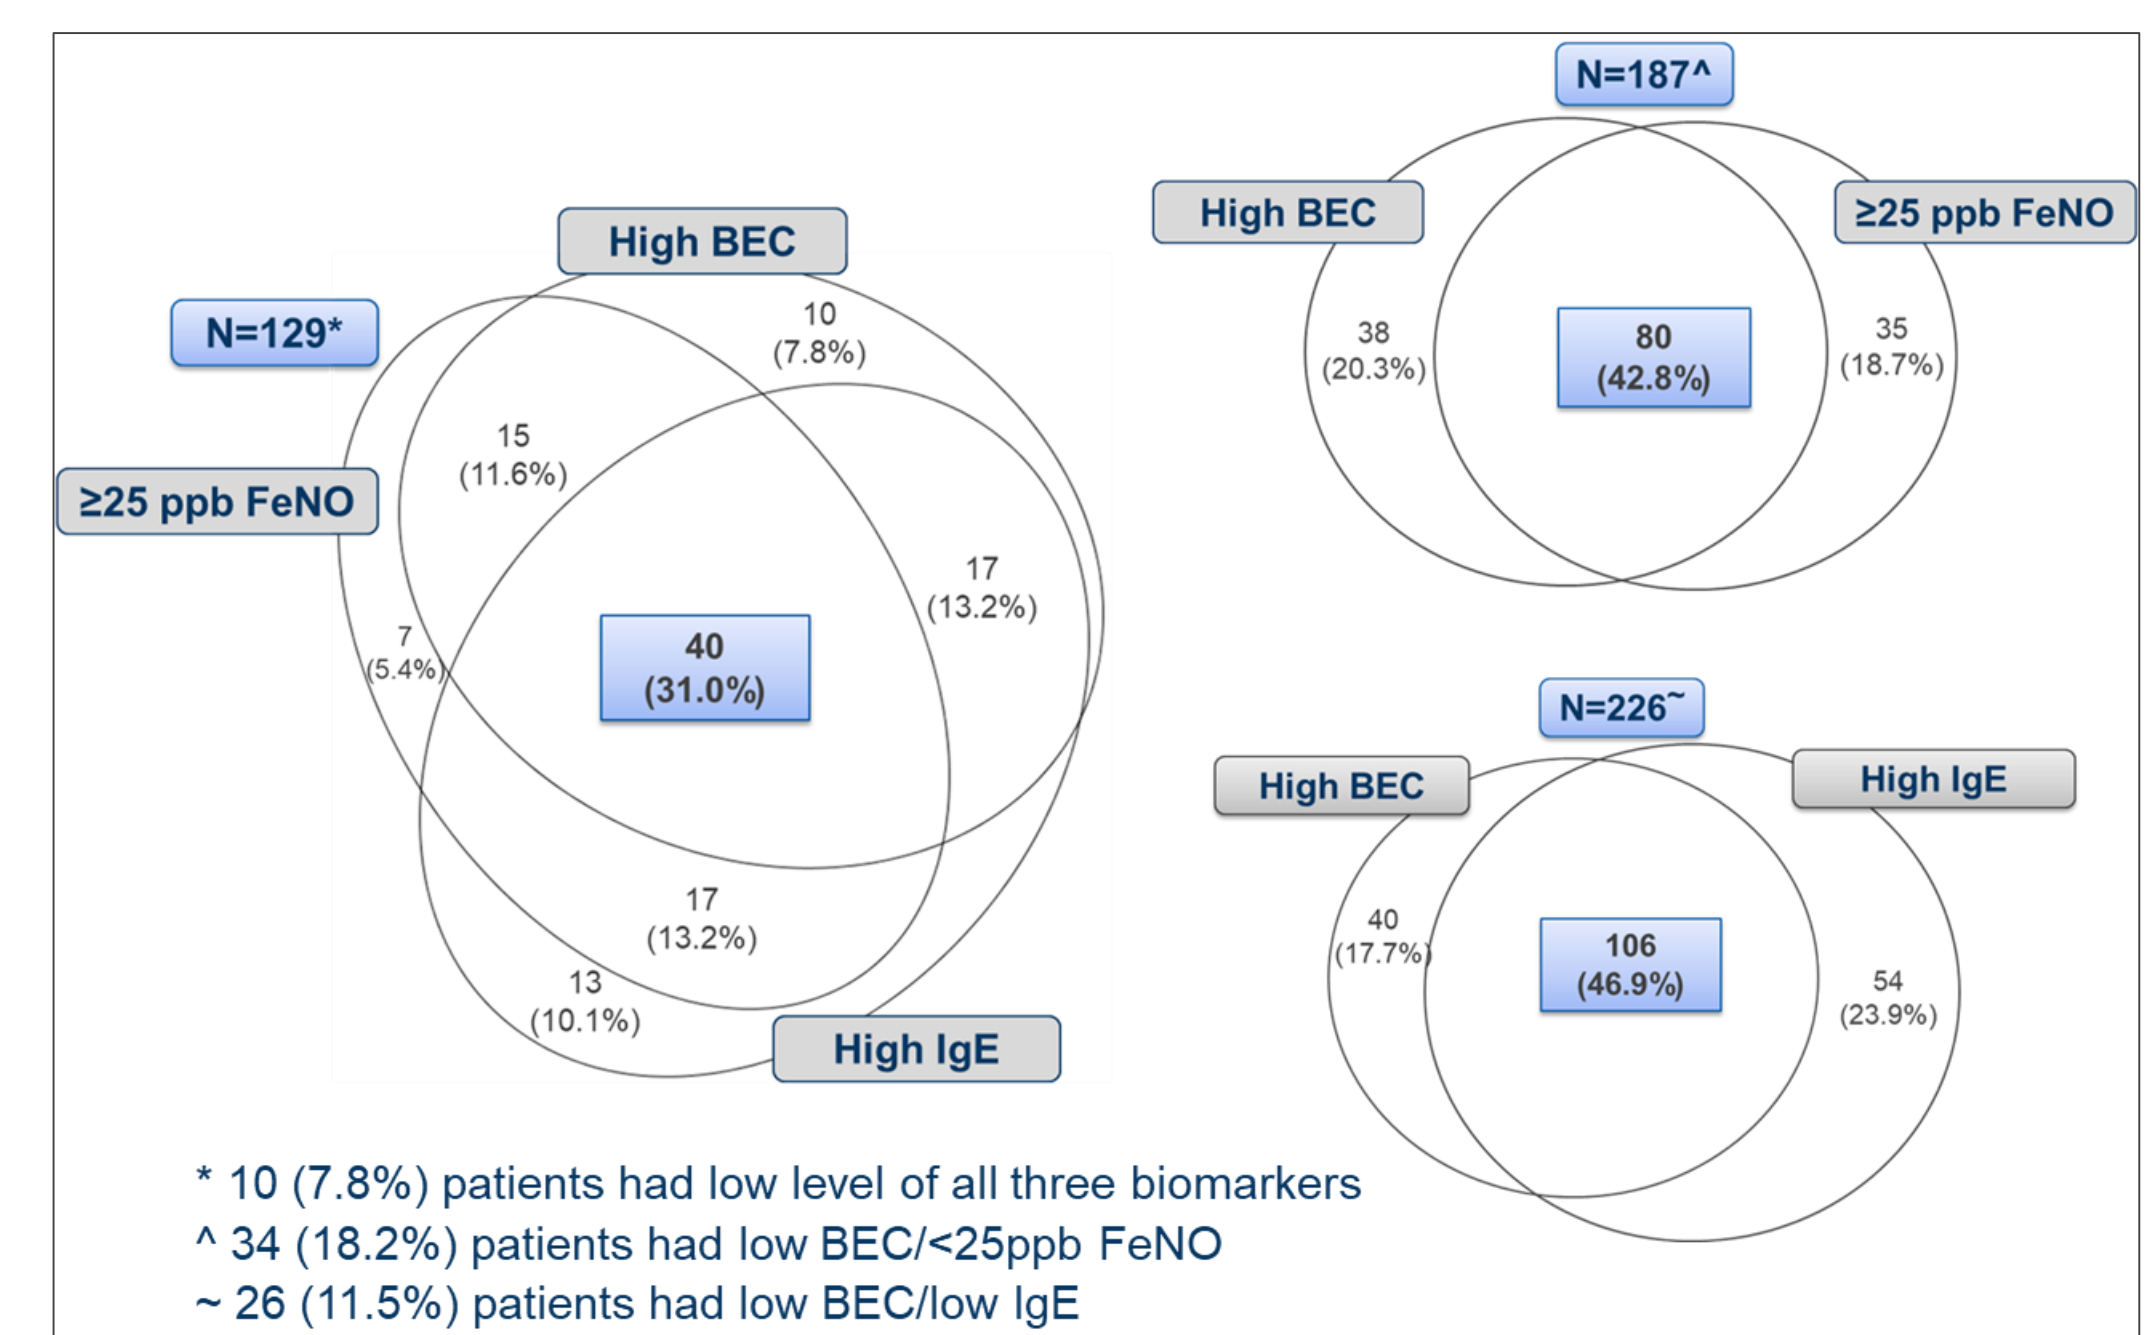 N=129*
High BEC
≥25 ppb FeNO
10
(7.8%)
15
(11.6%)
17
(13.2%)
7
(5.4%)
40
(31.0%)
17
(13.2%)
13
(10.1%)
High IgE
N=187^
High BEC
≥25 ppb FeNO
38
(20.3%)
80
(42.8%)
35
(18.7%)
N=226~
High BEC
High IgE
40
(17.7%)
106
(46.9%)
54
(23.9%)
* 10 (7.8%) patients had low level of all three biomarkers
^ 34 (18.2%) patients had low BEC/<25ppb FeNO
~ 26 (11.5%) patients had low BEC/low IgE